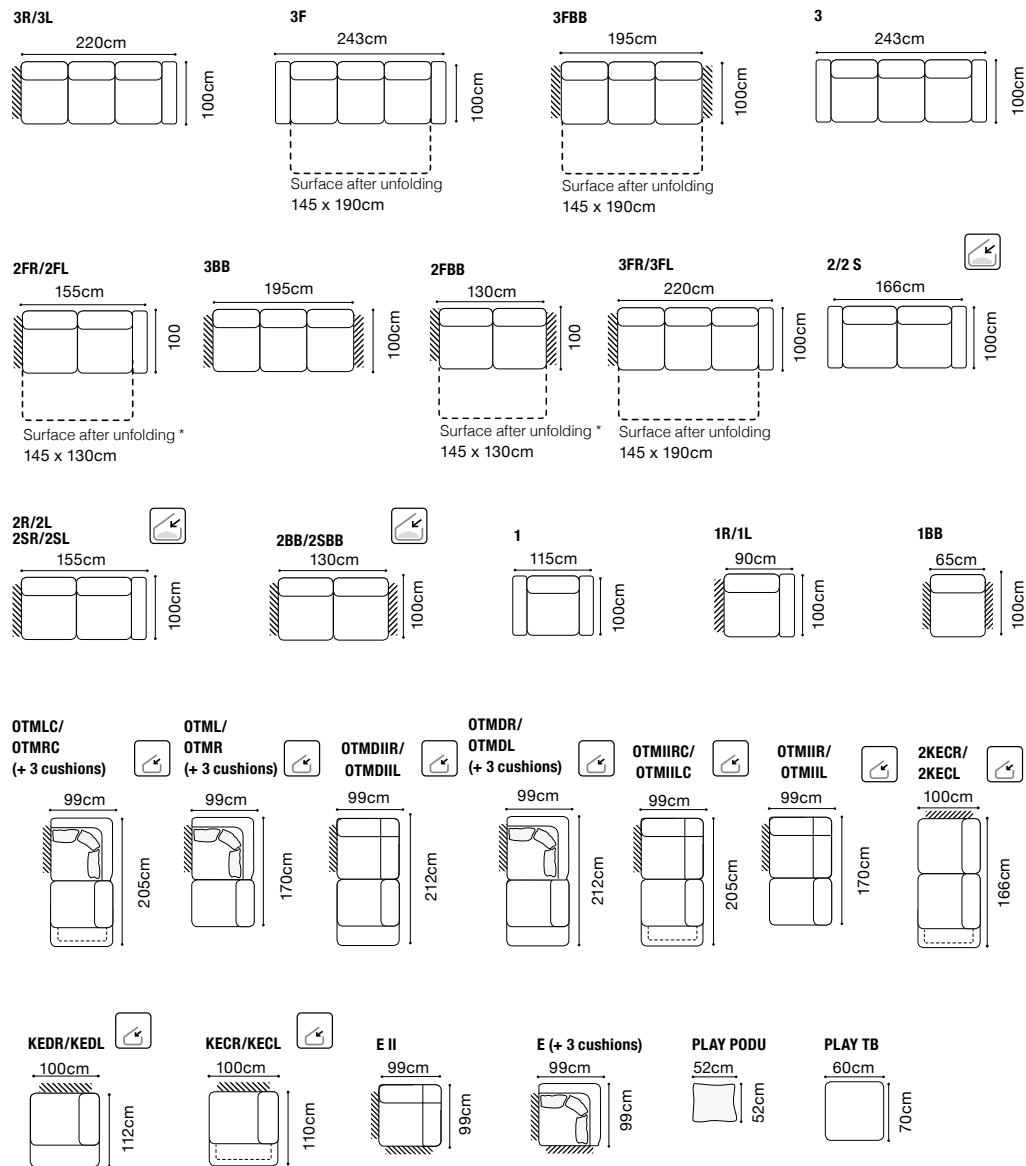 3R/3L
220cm
100cm
3F
243cm
100cm
Surface after unfolding
145 x 190cm
3FBB
195cm
100cm
Surface after unfolding
145 x 190cm
3
243cm
100cm
2FR/2FL
155cm
100
Surface after unfolding *
145 x 130cm
3BB
195cm
100cm
2FBB
130cm
100
Surface after unfolding *
145 x 130cm
3FR/3FL
220cm
100cm
Surface after unfolding
145 x 190cm
2/2 S
166cm
100cm
2R/2L
2SR/2SL
155cm
100cm
2BB/2SBB
130cm
100cm
1
115cm
100cm
1R/1L
90cm
100cm
1BB
65cm
100cm
OTMLC/
OTMRC
(+ 3 cushions)
99cm
205cm
OTML/
OTMR
(+ 3 cushions)
99cm
170cm
OTMDIIR/
OTMDIIL
99cm
212cm
OTMDR/
OTMDL
(+ 3 cushions)
99cm
212cm
OTMIIRC/
OTMIILC
99cm
205cm
OTMIIR/
OTMIIL
99cm
170cm
2KECR/
2KECL
100cm
166cm
KEDR/KEDL
100cm
112cm
KECR/KECL
100cm
110cm
E II
99cm
99cm
E (+ 3 cushions)
99cm
99cm
PLAY PODU
52cm
52cm
PLAY TB
60cm
70cm